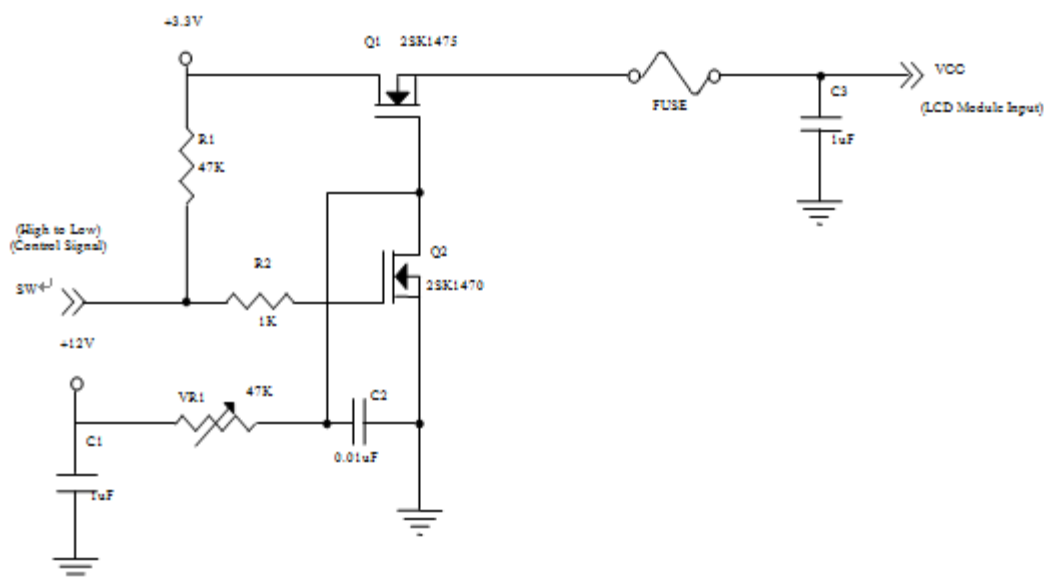 +3.3V
Q1 2SK1475
R1
47K
FUSE
C3
1uF
VCC
(LCD Module Input)
(High to Low)
(Control Signal)
SW↵
R2
1K
Q2
2SK1470
+12V
VR1
47K
C2
0.01uF
C1
1uF